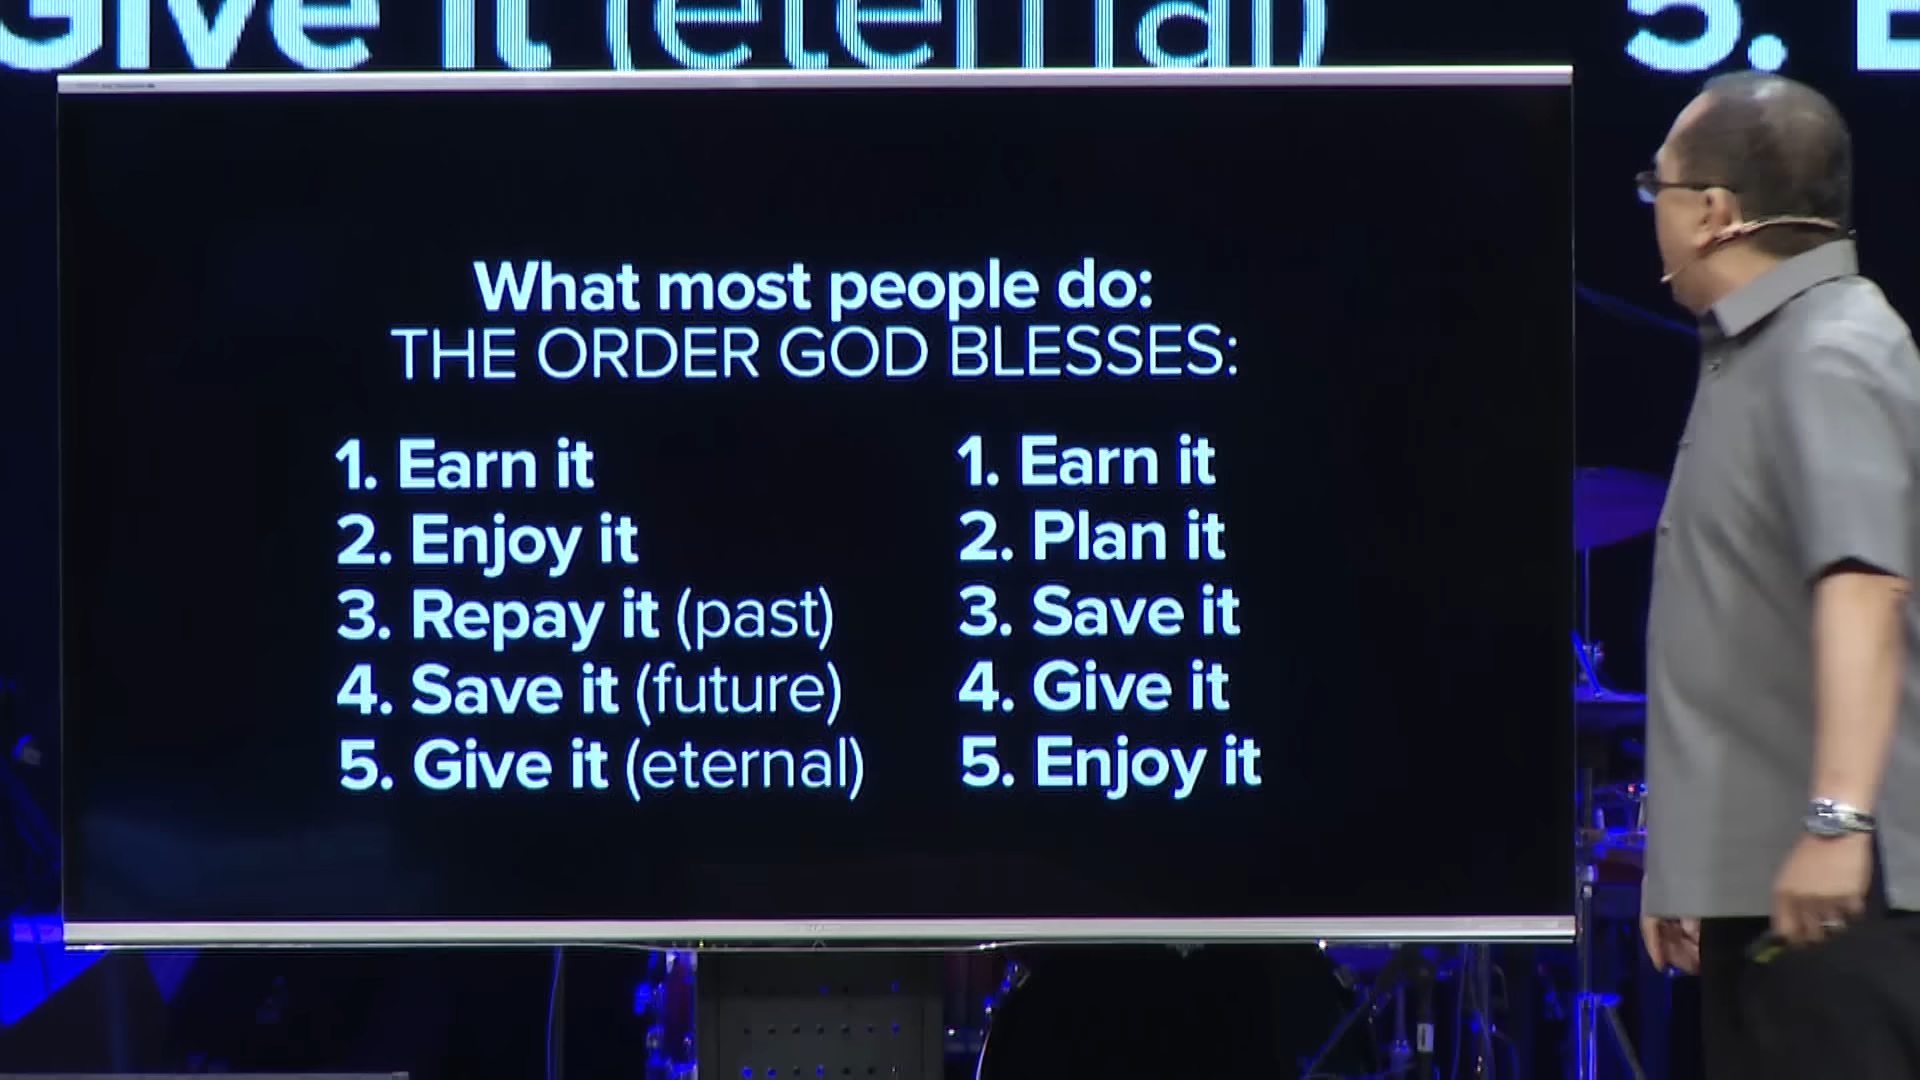 Give it (eternal)
5. E
What most people do:
THE ORDER GOD BLESSES:
1. Earn it
2. Enjoy it
3. Repay it (past)
4. Save it (future)
5. Give it (eternal)
1. Earn it
2. Plan it
3. Save it
4. Give it
5. Enjoy it